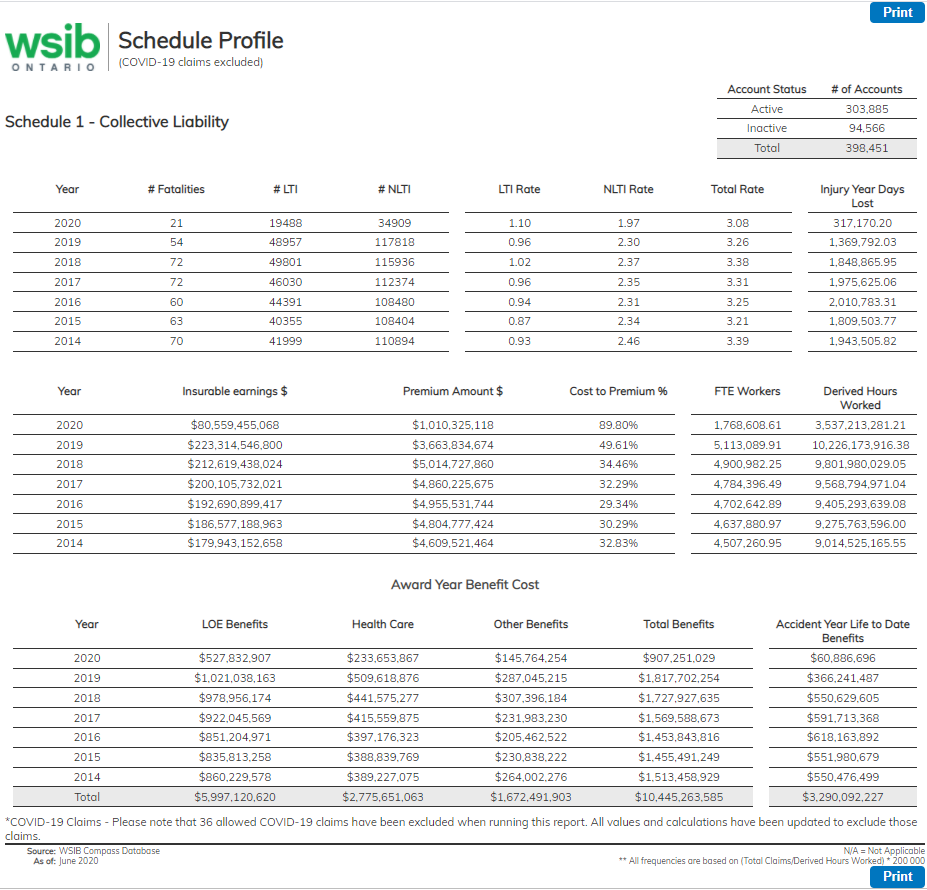 Print
wsib
ONTARIO
Schedule Profile
(COVID-19 claims excluded)
Account Status # of Accounts
Active 303,885
Inactive 94,566
Total 398,451
Schedule 1 - Collective Liability
Year # Fatalities # LTI # NLTI LTI Rate NLTI Rate Total Rate Injury Year Days
Lost
2020 21 19488 34909 1.10 1.97 3.08 317,170.20
2019 54 48957 117818 0.96 2.30 3.26 1,369,792.03
2018 72 49801 115936 1.02 2.37 3.38 1,848,865.95
2017 72 46030 112374 0.96 2.35 3.31 1,975,625.06
2016 60 44391 108480 0.94 2.31 3.25 2,010,783.31
2015 63 40355 108404 0.87 2.34 3.21 1,809,503.77
2014 70 41999 110894 0.93 2.46 3.39 1,943,505.82
Year Insurable earnings $ Premium Amount $ Cost to Premium % FTE Workers Derived Hours
Worked
2020 $80,559,455,068 $1,010,325,118 89.80% 1,768,608.61 3,537,213,281.21
2019 $223,314,546,800 $3,663,834,674 49.61% 5,113,089.91 10,226,173,916.38
2018 $212,619,438,024 $5,014,727,860 34.46% 4,900,982.25 9,801,980,029.05
2017 $200,105,732,021 $4,860,225,675 32.29% 4,784,396.49 9,568,794,971.04
2016 $192,690,899,417 $4,955,531,744 29.34% 4,702,642.89 9,405,293,639.08
2015 $186,577,188,963 $4,804,777,424 30.29% 4,637,880.97 9,275,763,596.00
2014 $179,943,152,658 $4,609,521,464 32.83% 4,507,260.95 9,014,525,165.55
Award Year Benefit Cost
Year LOE Benefits Health Care Other Benefits Total Benefits Accident Year Life to Date
Benefits
2020 $527,832,907 $233,653,867 $145,764,254 $907,251,029 $60,886,696
2019 $1,021,038,163 $509,618,876 $287,045,215 $1,817,702,254 $366,241,487
2018 $978,956,174 $441,575,277 $307,396,184 $1,727,927,635 $550,629,605
2017 $922,045,569 $415,559,875 $231,983,230 $1,569,588,673 $591,713,368
2016 $851,204,971 $397,176,323 $205,462,522 $1,453,843,816 $618,163,892
2015 $835,813,258 $388,839,769 $230,838,222 $1,455,491,249 $551,980,679
2014 $860,229,578 $389,227,075 $264,002,276 $1,513,458,929 $550,476,499
Total $5,997,120,620 $2,775,651,063 $1,672,491,903 $10,445,263,585 $3,290,092,227
*COVID-19 Claims - Please note that 36 allowed COVID-19 claims have been excluded when running this report. All values and calculations have been updated to exclude those
claims.
Source: WSIB Compass Database N/A = Not Applicable
As of: June 2020 ** All frequencies are based on (Total Claims/Derived Hours Worked) * 200 000
Print